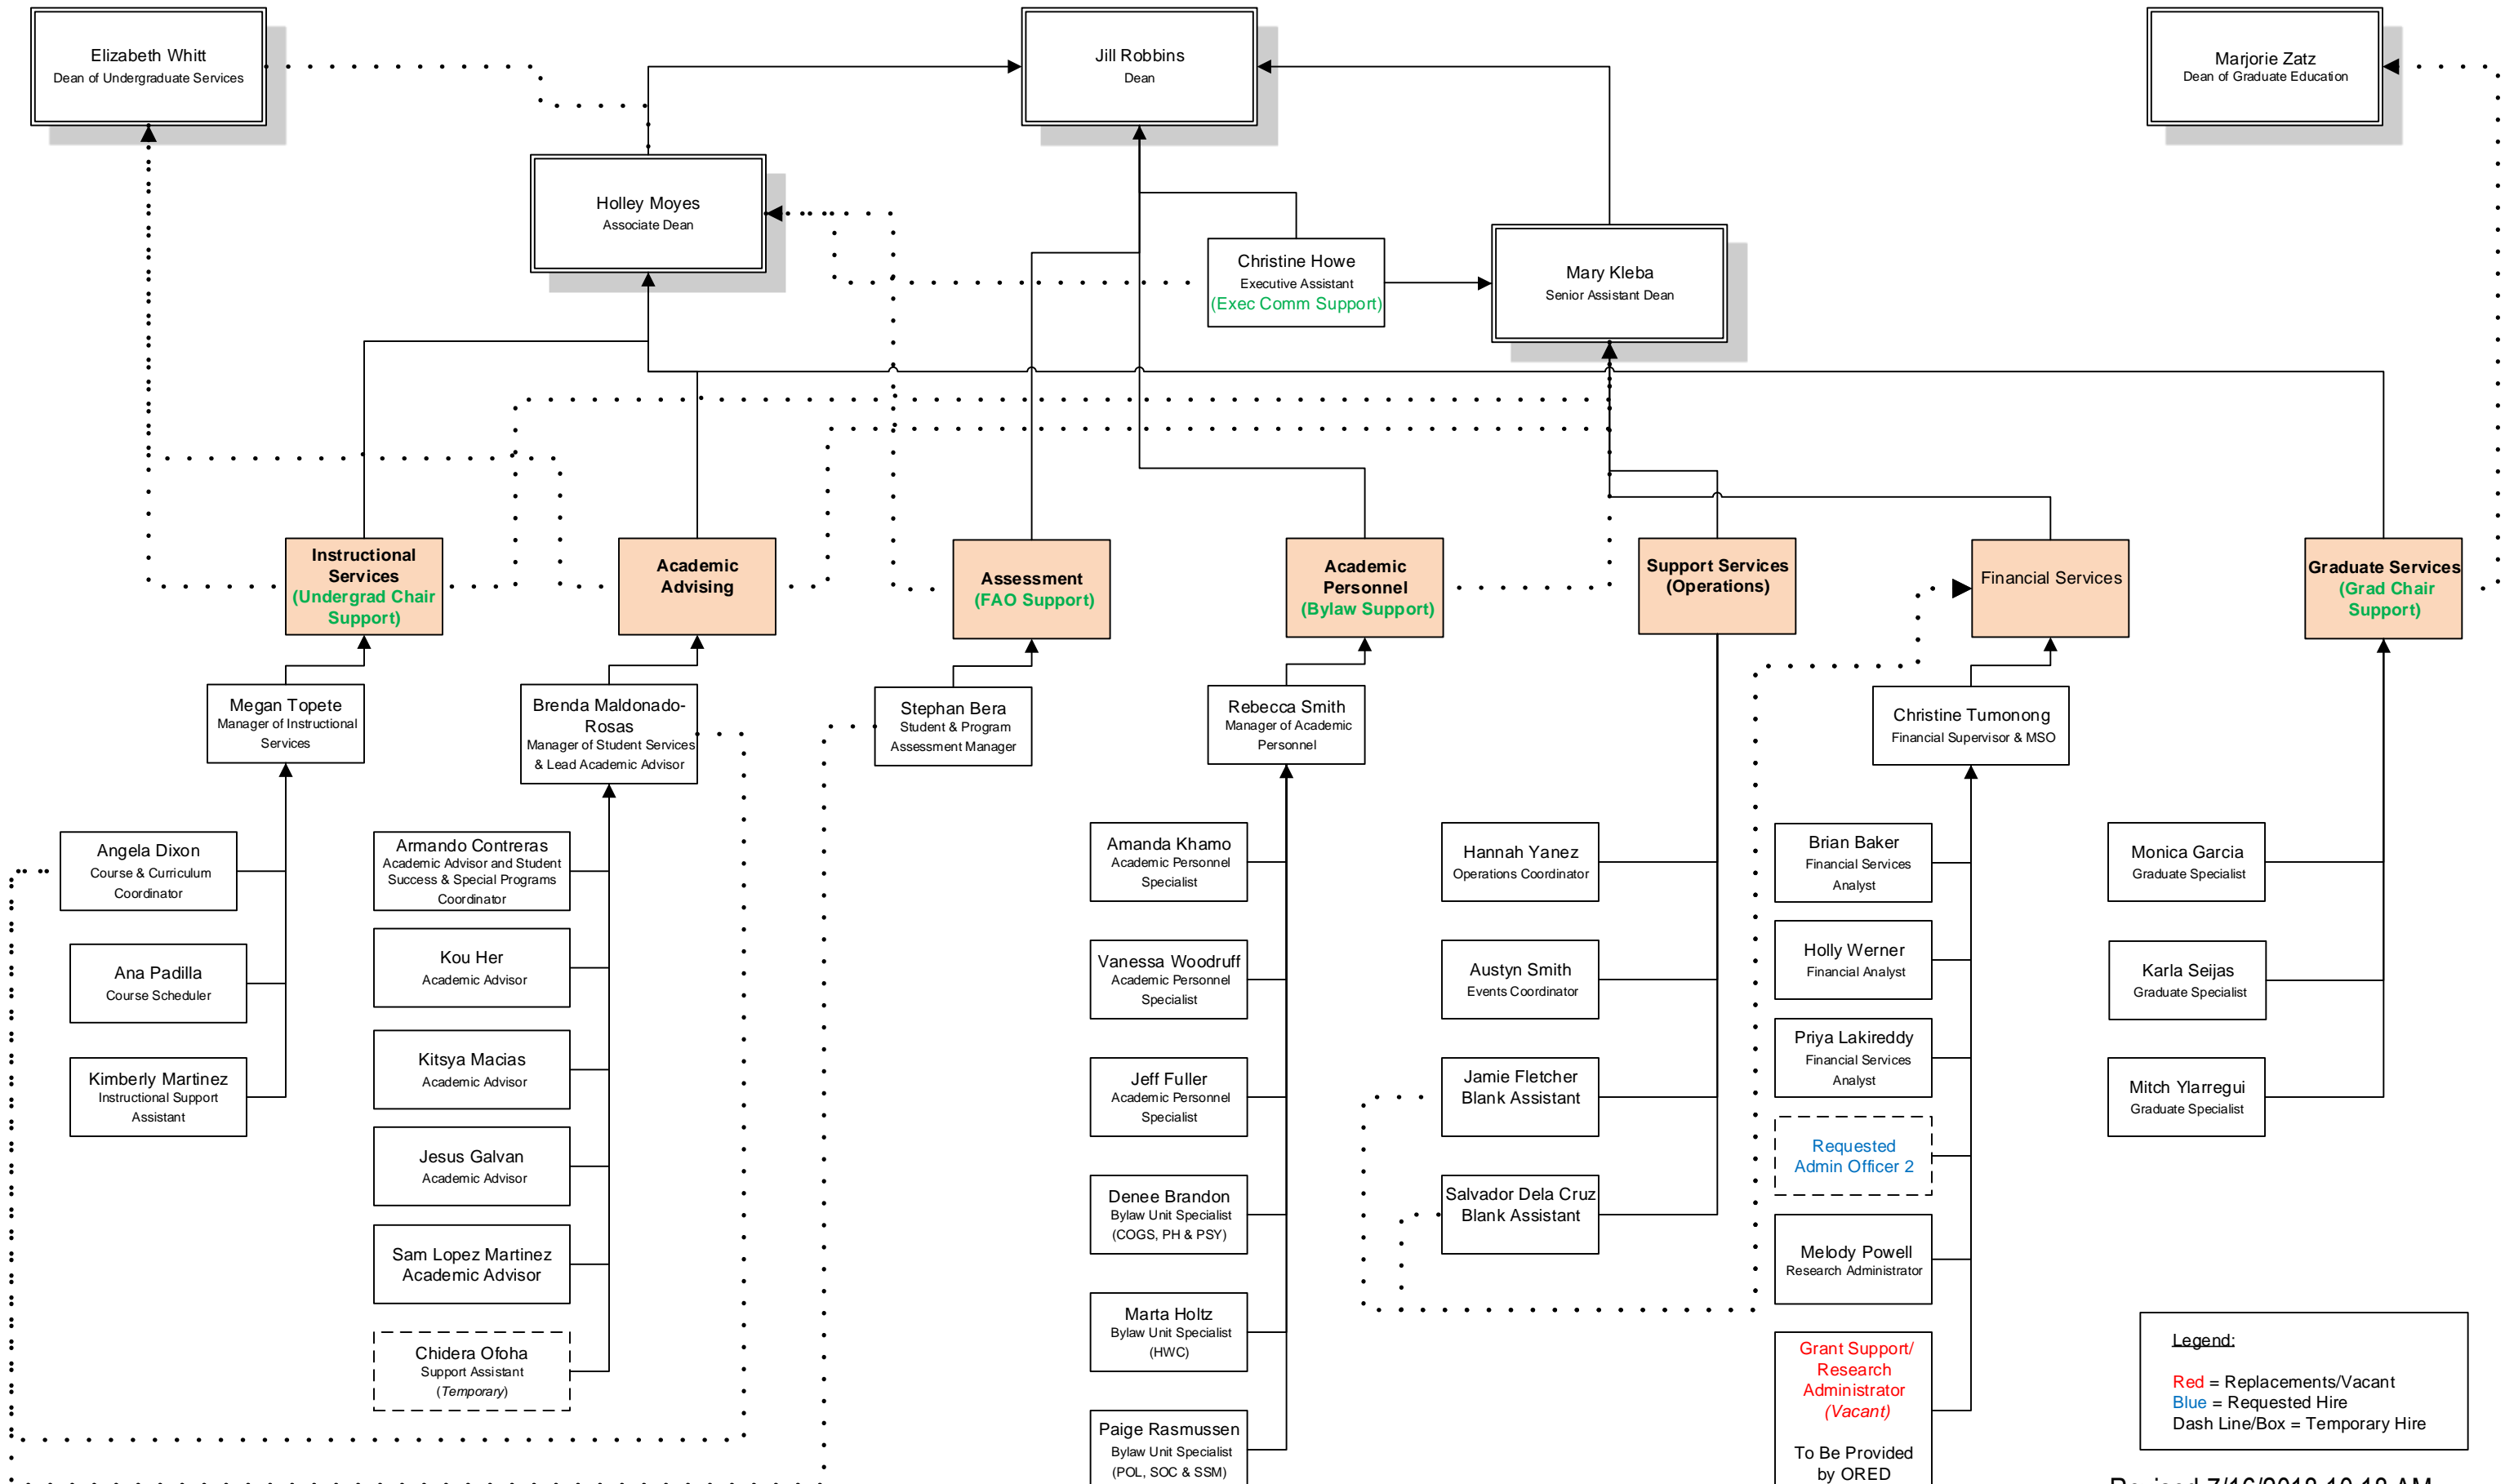 Elizabeth Whitt
Dean of Undergraduate Services
Jill Robbins
Dean
Marjorie Zatz
Dean of Graduate Education
Holley Moyes
Associate Dean
Christine Howe
Executive Assistant
(Exec Comm Support)
Mary Kleba
Senior Assistant Dean
Instructional
Services
(Undergrad Chair
Support)
Academic
Advising
Assessment
(FAO Support)
Academic
Personnel
(Bylaw Support)
Support Services
(Operations)
Financial Services
Graduate Services
(Grad Chair
Support)
Megan Topete
Manager of Instructional
Services
Brenda Maldonado-
Rosas
Manager of Student Services
& Lead Academic Advisor
Stephan Bera
Student & Program
Assessment Manager
Rebecca Smith
Manager of Academic
Personnel
Christine Tumonong
Financial Supervisor & MSO
Angela Dixon
Course & Curriculum
Coordinator
Ana Padilla
Course Scheduler
Kimberly Martinez
Instructional Support
Assistant
Armando Contreras
Academic Advisor and Student
Success & Special Programs
Coordinator
Kou Her
Academic Advisor
Kitsya Macias
Academic Advisor
Jesus Galvan
Academic Advisor
Sam Lopez Martinez
Academic Advisor
Chidera Ofoha
Support Assistant
(Temporary)
Amanda Khamo
Academic Personnel
Specialist
Vanessa Woodruff
Academic Personnel
Specialist
Jeff Fuller
Academic Personnel
Specialist
Denee Brandon
Bylaw Unit Specialist
(COGS, PH & PSY)
Marta Holtz
Bylaw Unit Specialist
(HWC)
Paige Rasmussen
Bylaw Unit Specialist
(POL, SOC & SSM)
Hannah Yanez
Operations Coordinator
Austyn Smith
Events Coordinator
Jamie Fletcher
Blank Assistant
Salvador Dela Cruz
Blank Assistant
Brian Baker
Financial Services
Analyst
Holly Werner
Financial Analyst
Priya Lakireddy
Financial Services
Analyst
Requested
Admin Officer 2
Melody Powell
Research Administrator
Grant Support/
Research
Administrator
(Vacant)
To Be Provided
by ORED
Monica Garcia
Graduate Specialist
Karla Seijas
Graduate Specialist
Mitch Ylarregui
Graduate Specialist
Legend:
Red = Replacements/Vacant
Blue = Requested Hire
Dash Line/Box = Temporary Hire
Revised 7/16/2018 10:18 AM